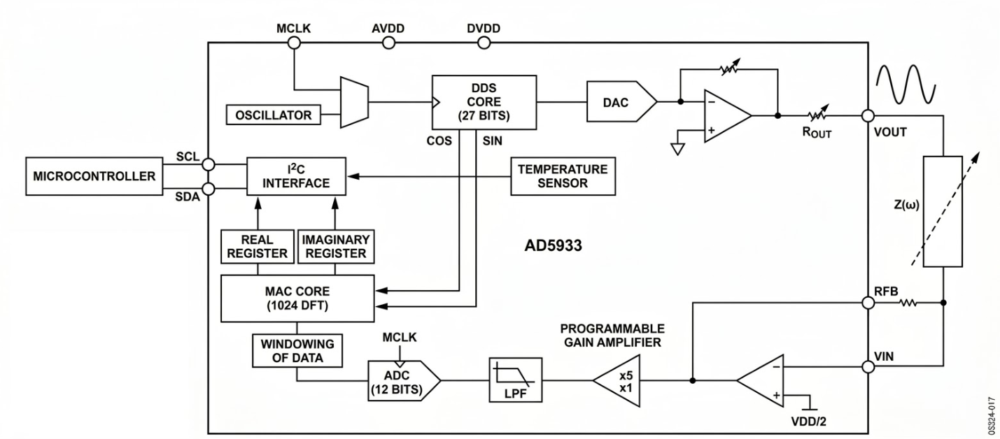 MCLK
AVDD
DVDD
DDS
CORE
(27 BITS)
DAC
−
+
OSCILLATOR
R_OUT
VOUT
COS
SIN
SCL
MICROCONTROLLER
SDA
I²C
INTERFACE
TEMPERATURE
SENSOR
Z(ω)
REAL
REGISTER
IMAGINARY
REGISTER
AD5933
MAC CORE
(1024 DFT)
RFB
PROGRAMMABLE
GAIN AMPLIFIER
WINDOWING
OF DATA
MCLK
ADC
(12 BITS)
LPF
x5
x1
−
+
VIN
VDD/2
0S324-017